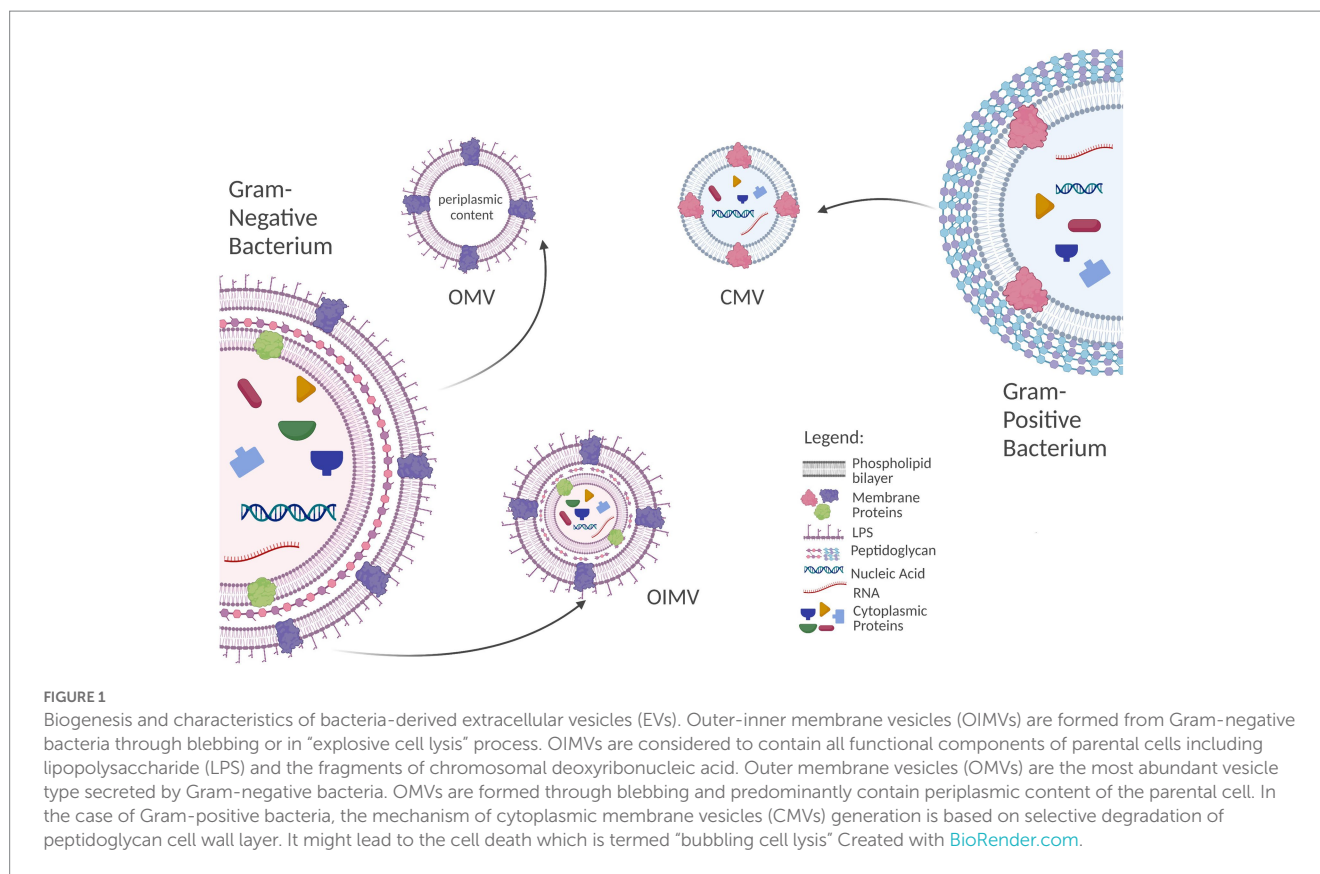 Gram-
Negative
Bacterium
periplasmic
content
OMV
CMV
Gram-
Positive
Bacterium
OIMV
Legend:
Phospholipid
bilayer
Membrane
Proteins
LPS
Peptidoglycan
Nucleic Acid
RNA
Cytoplasmic
Proteins
FIGURE 1
Biogenesis and characteristics of bacteria-derived extracellular vesicles (EVs). Outer-inner membrane vesicles (OIMVs) are formed from Gram-negative
bacteria through blebbing or in “explosive cell lysis” process. OIMVs are considered to contain all functional components of parental cells including
lipopolysaccharide (LPS) and the fragments of chromosomal deoxyribonucleic acid. Outer membrane vesicles (OMVs) are the most abundant vesicle
type secreted by Gram-negative bacteria. OMVs are formed through blebbing and predominantly contain periplasmic content of the parental cell. In
the case of Gram-positive bacteria, the mechanism of cytoplasmic membrane vesicles (CMVs) generation is based on selective degradation of
peptidoglycan cell wall layer. It might lead to the cell death which is termed “bubbling cell lysis” Created with BioRender.com.